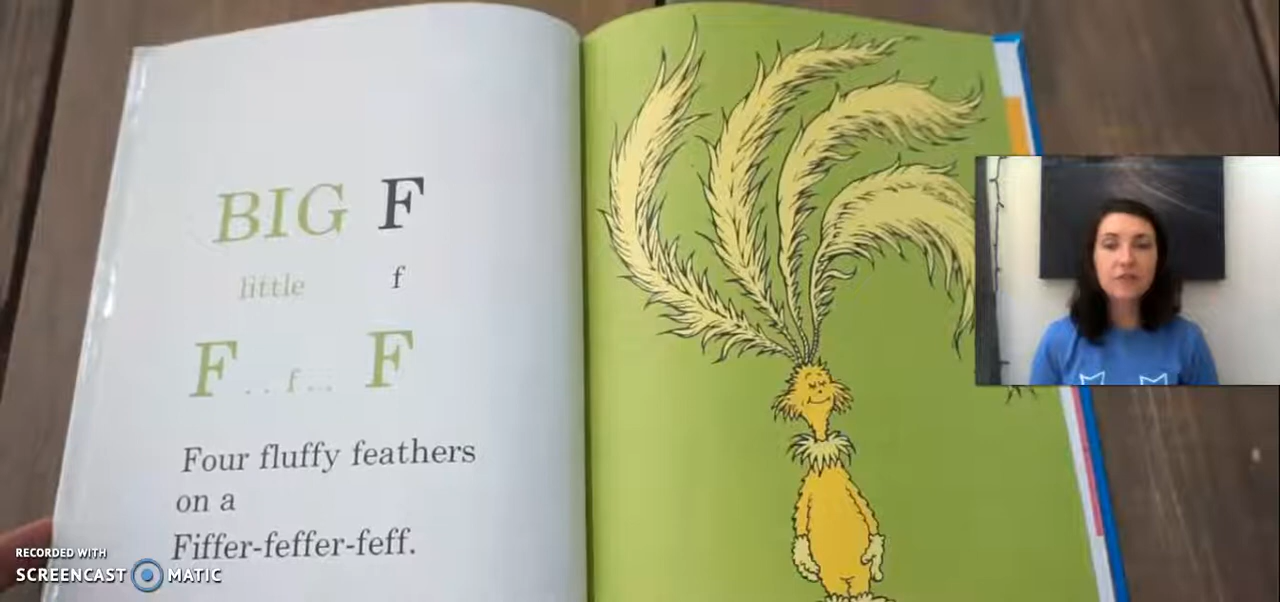 BIG F
little f
F . . f . . . F
Four fluffy feathers
on a
Fiffer-feffer-feff.
RECORDED WITH
SCREENCAST MATIC